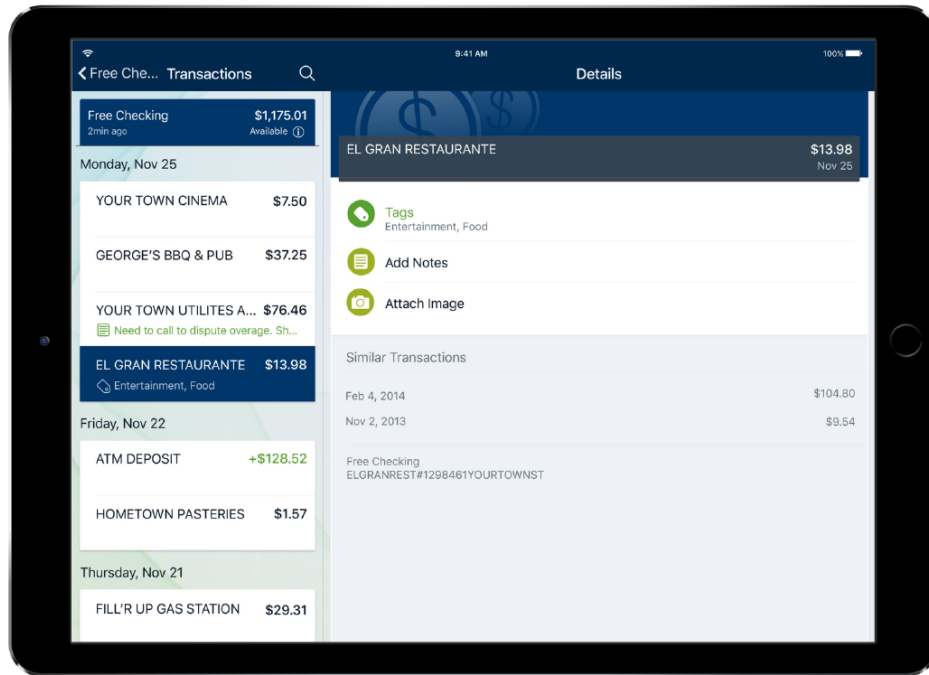 9:41 AM
100%
Free Che... Transactions
Details
Free Checking $1,175.01
2min ago Available
Monday, Nov 25
YOUR TOWN CINEMA $7.50
GEORGE'S BBQ & PUB $37.25
YOUR TOWN UTILITES A... $76.46
Need to call to dispute overage. Sh...
EL GRAN RESTAURANTE $13.98
Entertainment, Food
Friday, Nov 22
ATM DEPOSIT +$128.52
HOMETOWN PASTERIES $1.57
Thursday, Nov 21
FILL'R UP GAS STATION $29.31
EL GRAN RESTAURANTE $13.98
Nov 25
Tags
Entertainment, Food
Add Notes
Attach Image
Similar Transactions
Feb 4, 2014 $104.80
Nov 2, 2013 $9.54
Free Checking
ELGRANREST#1298461YOURTOWNST